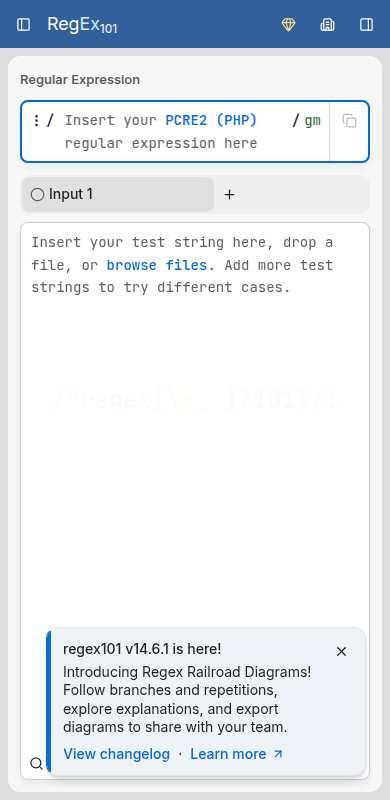 RegEx101
Regular Expression
/ Insert your PCRE2 (PHP) / gm
regular expression here
Input 1 +
Insert your test string here, drop a
file, or browse files. Add more test
strings to try different cases.
regex101 v14.6.1 is here!
Introducing Regex Railroad Diagrams!
Follow branches and repetitions,
explore explanations, and export
diagrams to share with your team.
View changelog · Learn more